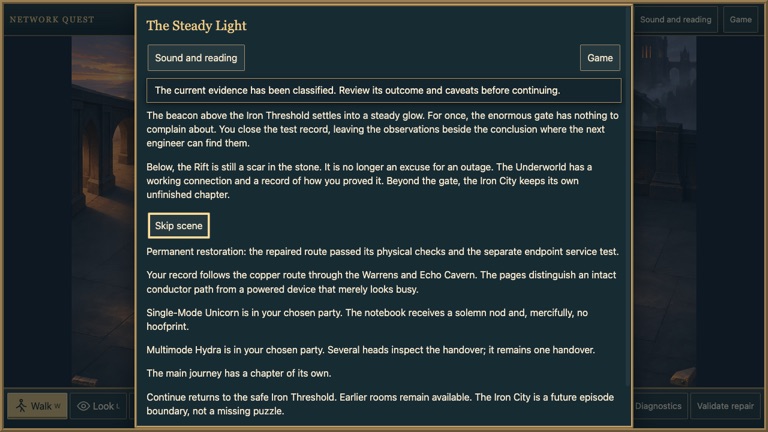 NETWORK QUEST
Sound and reading
Game
The Steady Light
Sound and reading
Game
The current evidence has been classified. Review its outcome and caveats before continuing.
The beacon above the Iron Threshold settles into a steady glow. For once, the enormous gate has nothing to
complain about. You close the test record, leaving the observations beside the conclusion where the next
engineer can find them.
Below, the Rift is still a scar in the stone. It is no longer an excuse for an outage. The Underworld has a
working connection and a record of how you proved it. Beyond the gate, the Iron City keeps its own
unfinished chapter.
Skip scene
Permanent restoration: the repaired route passed its physical checks and the separate endpoint service test.
Your record follows the copper route through the Warrens and Echo Cavern. The pages distinguish an intact
conductor path from a powered device that merely looks busy.
Single-Mode Unicorn is in your chosen party. The notebook receives a solemn nod and, mercifully, no
hoofprint.
Multimode Hydra is in your chosen party. Several heads inspect the handover; it remains one handover.
The main journey has a chapter of its own.
Continue returns to the safe Iron Threshold. Earlier rooms remain available. The Iron City is a future episode
boundary, not a missing puzzle.
Walk W
Look L
Diagnostics
Validate repair